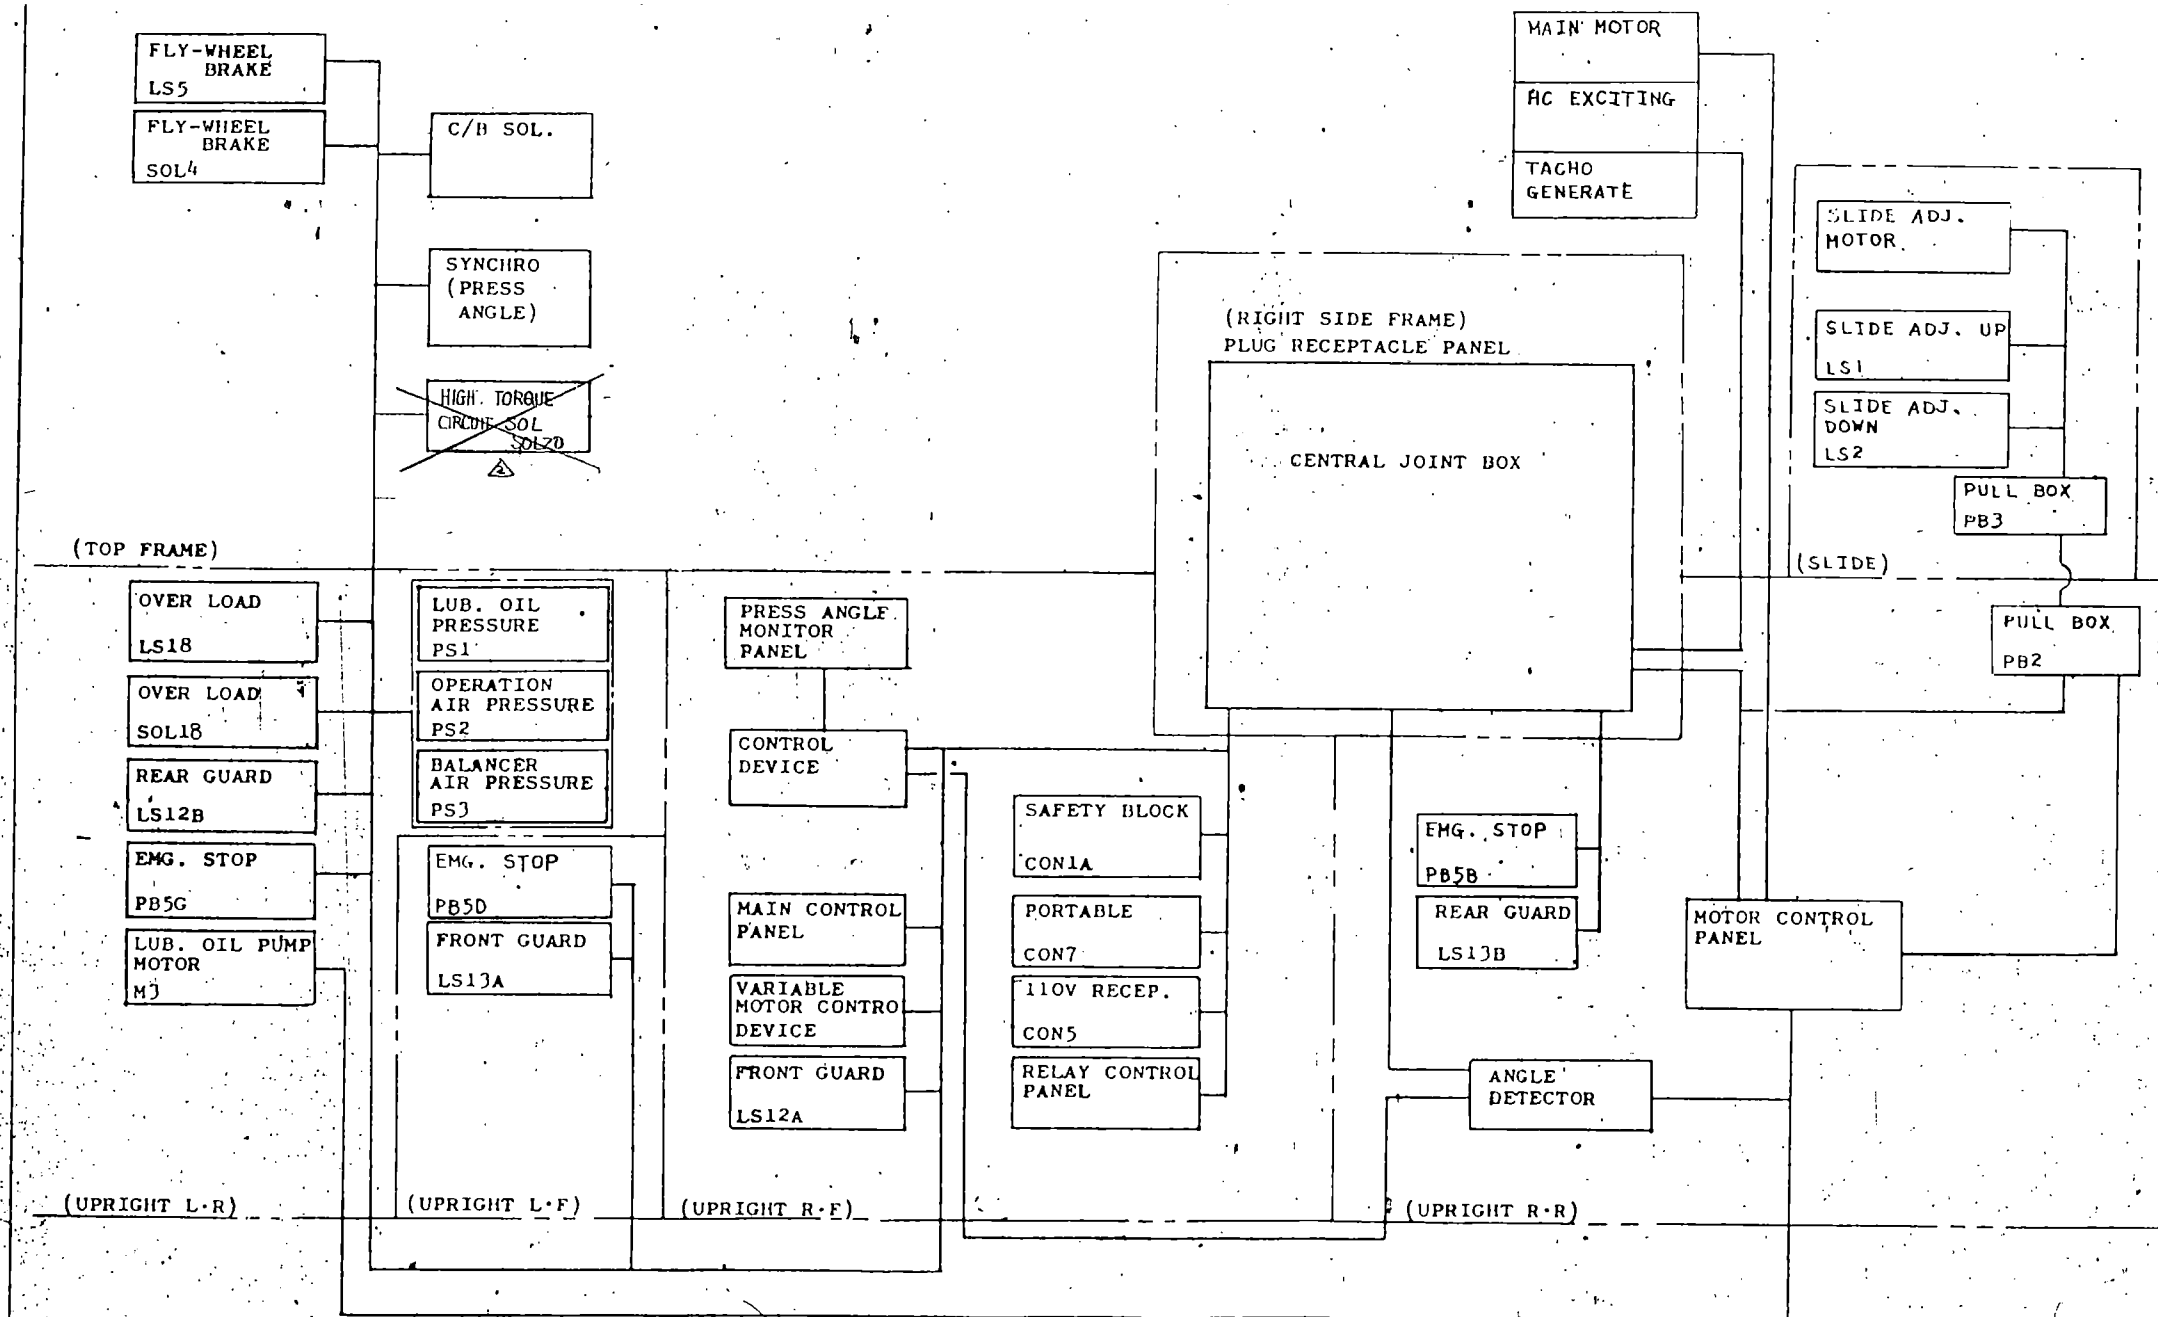 FLY-WHEEL
BRAKE
LS5
FLY-WHEEL
BRAKE
SOL4
C/B SOL.
SYNCHRO
(PRESS
ANGLE)
HIGH TORQUE
CIRCUIT SOL
SOL20
2
(TOP FRAME)
MAIN MOTOR
AC EXCITING
TACHO
GENERATE
(RIGHT SIDE FRAME)
PLUG RECEPTACLE PANEL
CENTRAL JOINT BOX
SLIDE ADJ.
MOTOR
SLIDE ADJ. UP
LS1
SLIDE ADJ.
DOWN
LS2
PULL BOX
PB3
(SLIDE)
PULL BOX
PB2
OVER LOAD
LS18
OVER LOAD
SOL18
REAR GUARD
LS12B
EMG. STOP
PB5G
LUB. OIL PUMP
MOTOR
M3
(UPRIGHT L·R)
LUB. OIL
PRESSURE
PS1
OPERATION
AIR PRESSURE
PS2
BALANCER
AIR PRESSURE
PS3
EMG. STOP
PB5D
FRONT GUARD
LS13A
(UPRIGHT L·F)
PRESS ANGLE
MONITOR
PANEL
CONTROL
DEVICE
MAIN CONTROL
PANEL
VARIABLE
MOTOR CONTRO
DEVICE
FRONT GUARD
LS12A
(UPRIGHT R·F)
SAFETY BLOCK
CON1A
PORTABLE
CON7
110V RECEP.
CON5
RELAY CONTROL
PANEL
EMG. STOP
PB5B
REAR GUARD
LS13B
MOTOR CONTROL
PANEL
ANGLE
DETECTOR
(UPRIGHT R·R)